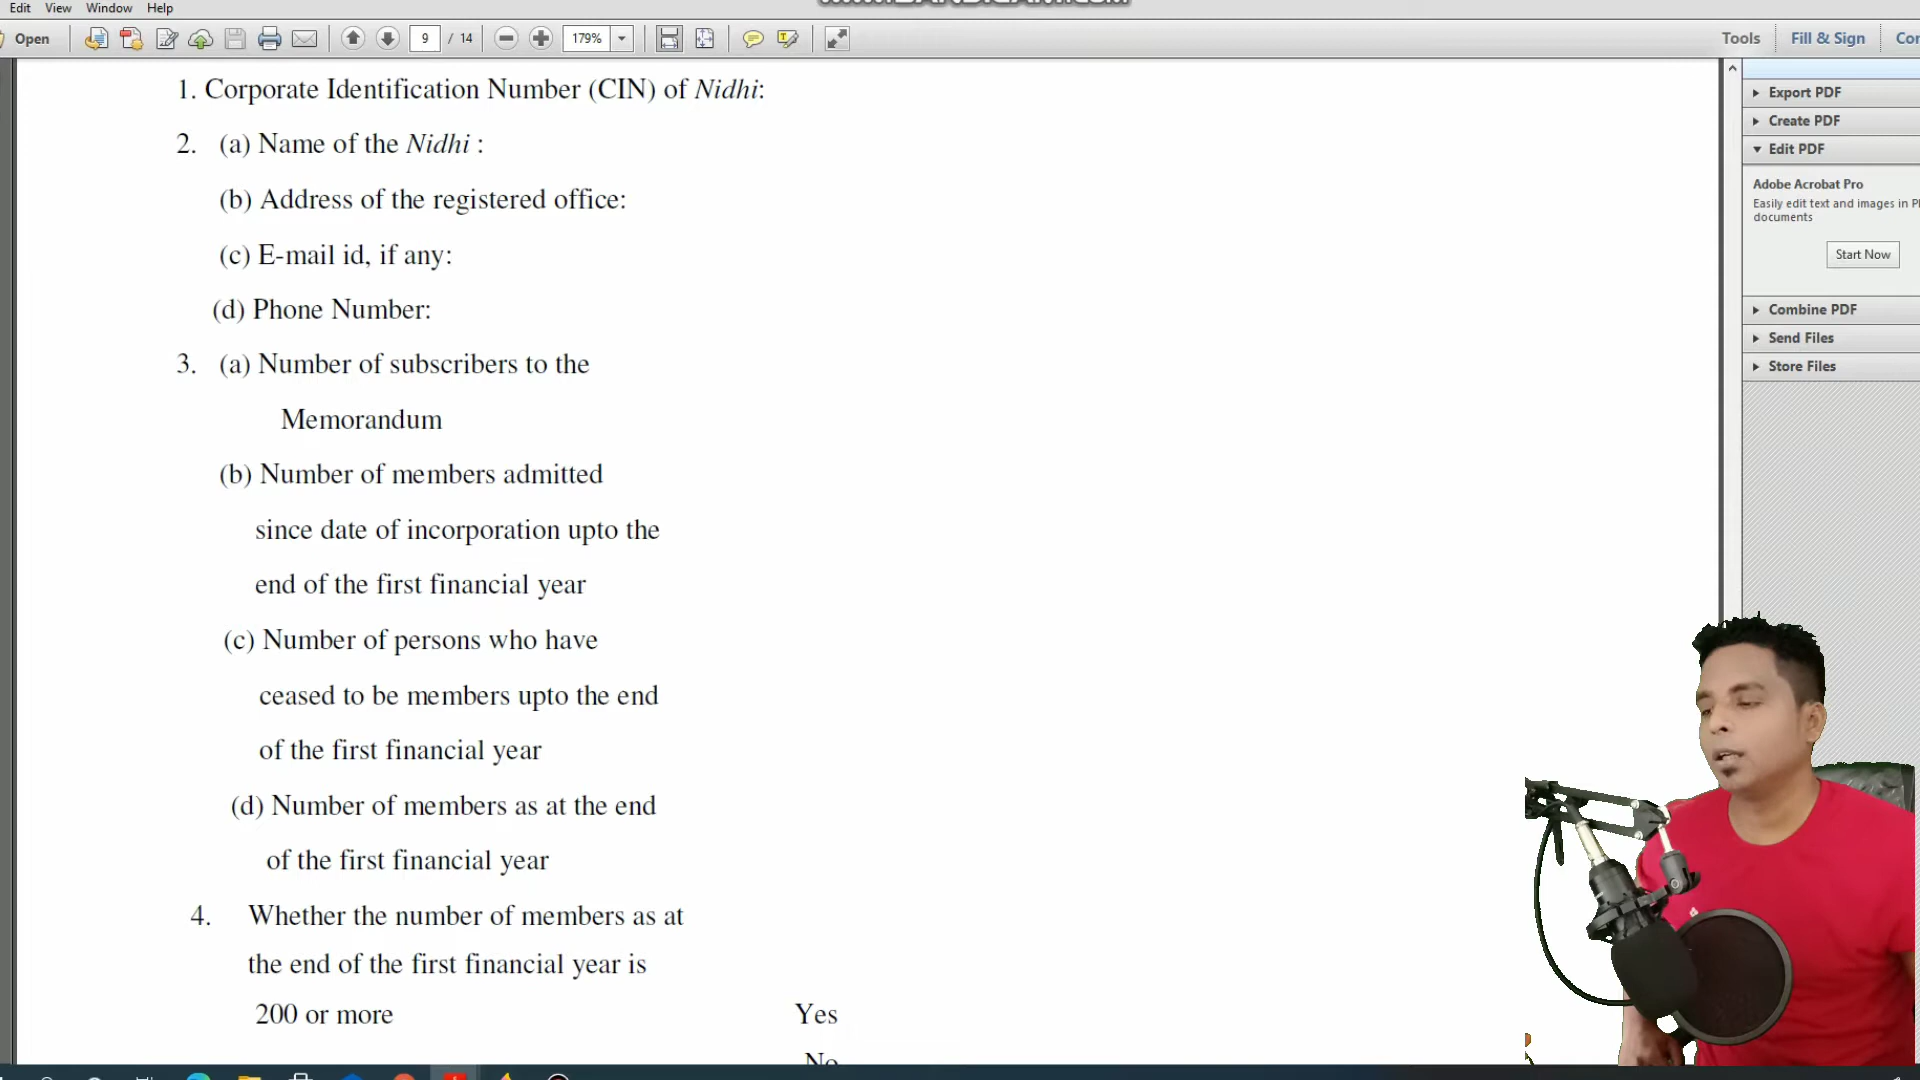 Edit View Window Help
Open 9 / 14 179% Tools Fill & Sign
1. Corporate Identification Number (CIN) of Nidhi:
2. (a) Name of the Nidhi :
(b) Address of the registered office:
(c) E-mail id, if any:
(d) Phone Number:
3. (a) Number of subscribers to the
Memorandum
(b) Number of members admitted
since date of incorporation upto the
end of the first financial year
(c) Number of persons who have
ceased to be members upto the end
of the first financial year
(d) Number of members as at the end
of the first financial year
4. Whether the number of members as at
the end of the first financial year is
200 or more Yes
No
Export PDF
Create PDF
Edit PDF
Adobe Acrobat Pro
Easily edit text and images in
documents
Start Now
Combine PDF
Send Files
Store Files